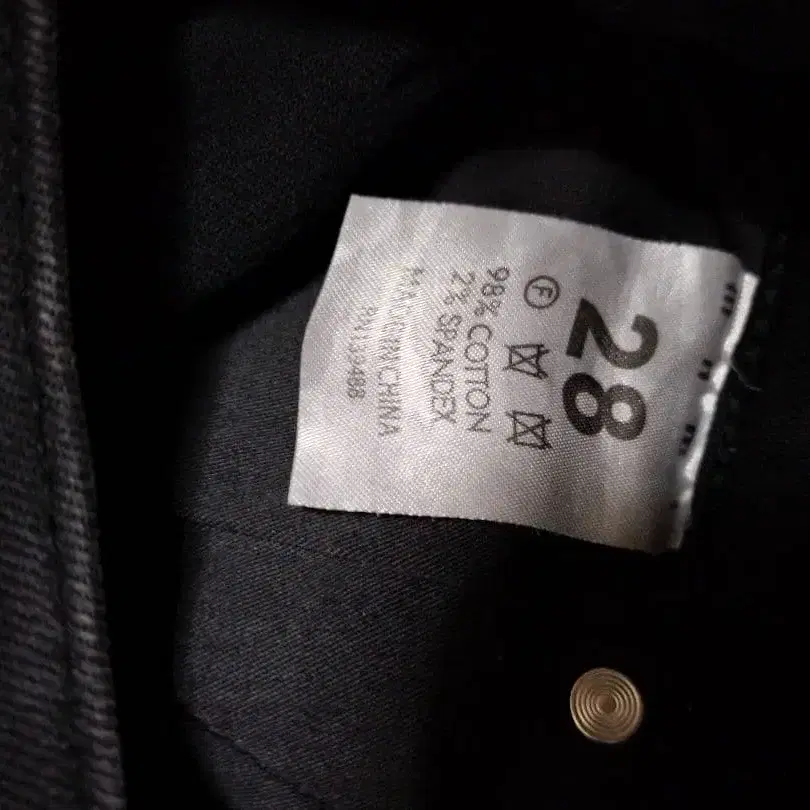 28
F
98% COTTON
2% SPANDEX
MADE IN CHINA